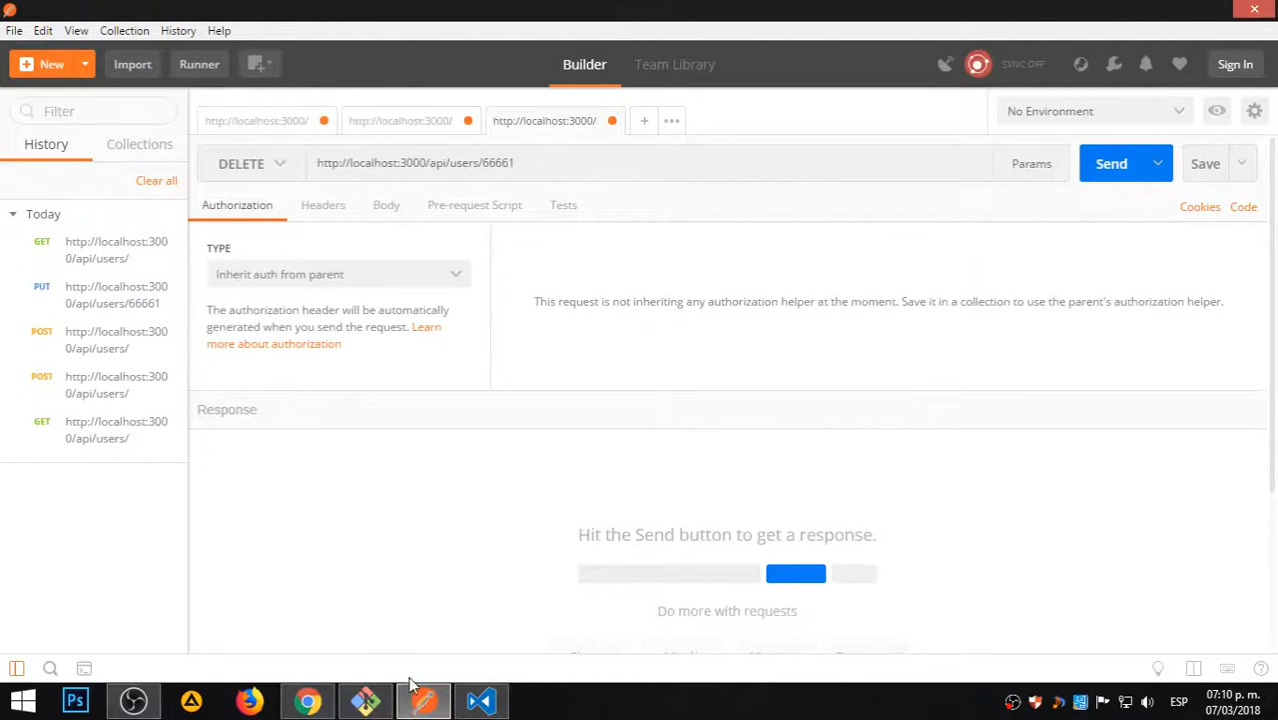 File Edit View Collection History Help
New Import Runner Builder Team Library SYNC OFF Sign In
Filter
History Collections
Clear all
Today
GET http://localhost:300
0/api/users/
PUT http://localhost:300
0/api/users/66661
POST http://localhost:300
0/api/users/
POST http://localhost:300
0/api/users/
GET http://localhost:300
0/api/users/
http://localhost:3000/ http://localhost:3000/ http://localhost:3000/ No Environment
DELETE http://localhost:3000/api/users/66661 Params Send Save
Authorization Headers Body Pre-request Script Tests Cookies Code
TYPE
Inherit auth from parent
The authorization header will be automatically
generated when you send the request. Learn
more about authorization
This request is not inheriting any authorization helper at the moment. Save it in a collection to use the parent's authorization helper.
Response
Hit the Send button to get a response.
Do more with requests
Ps
ESP
07:10 p. m.
07/03/2018